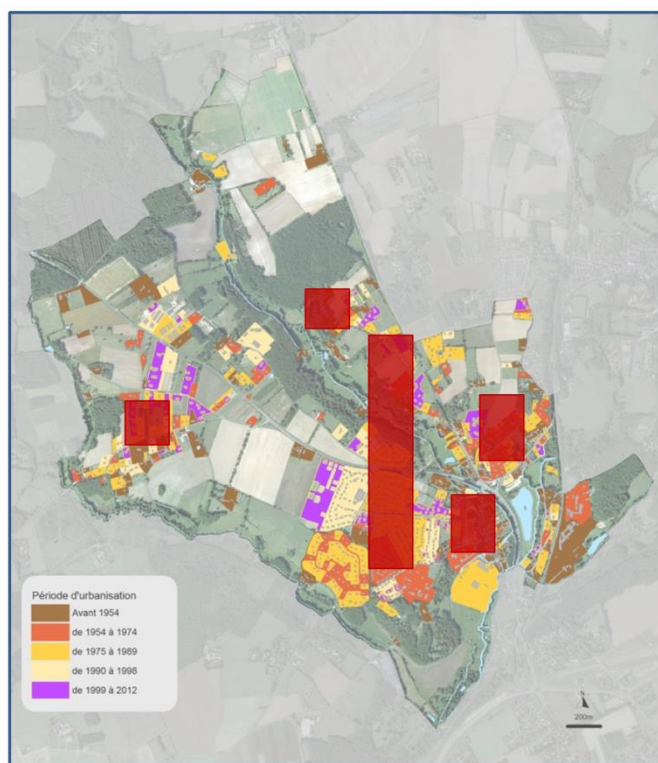 Période d'urbanisation
Avant 1954
de 1954 à 1974
de 1975 à 1989
de 1990 à 1998
de 1999 à 2012
N
200m